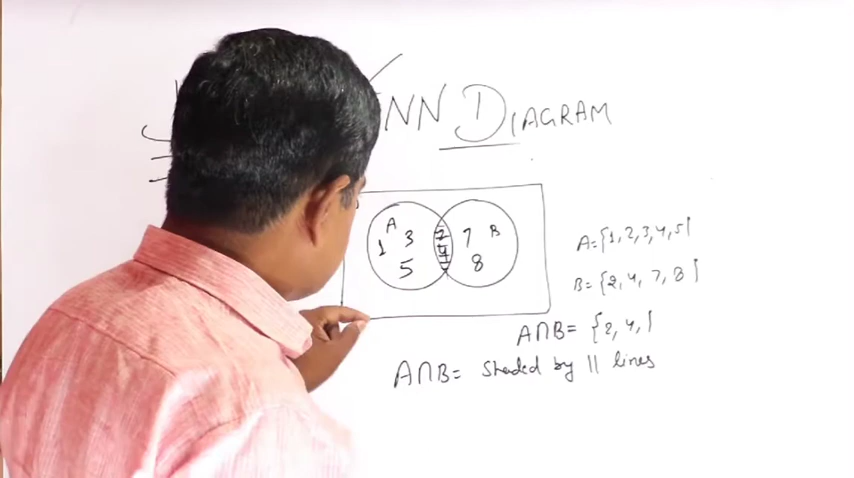 NN DIAGRAM
A
1 3 5
2 4
7 8
B
A={1,2,3,4,5}
B={2,4,7,8}
A∩B={2,4,}
A∩B= Shaded by || lines